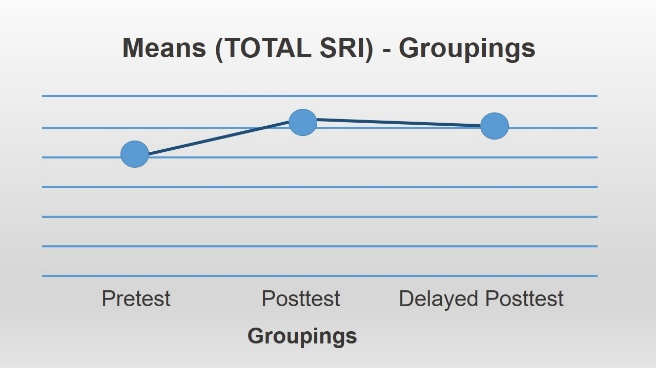 Means (TOTAL SRI) - Groupings
Pretest Posttest Delayed Posttest
Groupings